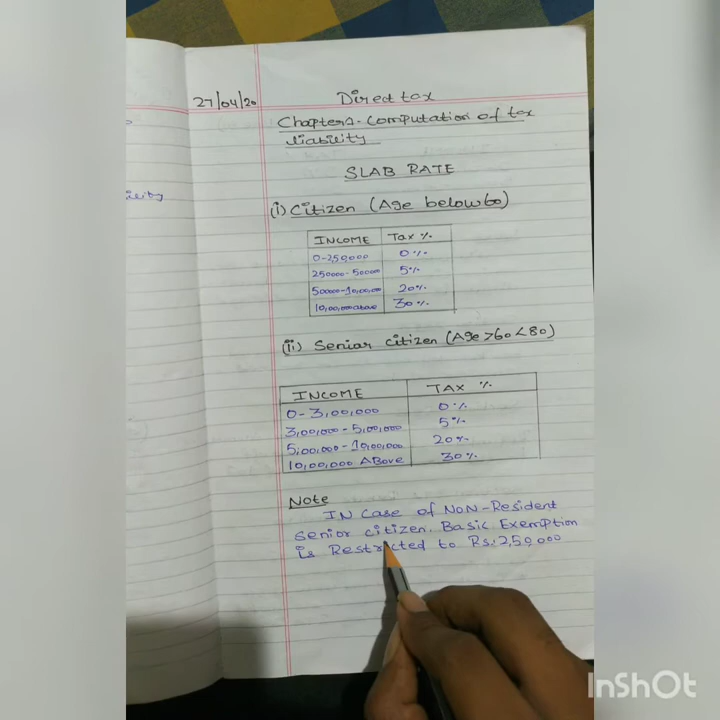 27/04/20
Direct tax
Chapter 2- Computation of tax
liability
SLAB RATE
(i) Citizen (Age below 60)
INCOME Tax %
0-250000 0%
250000-500000 5%
500000-10,00,000 20%
10,00,000 above 30%
(ii) Senior citizen (Age >60<80)
INCOME TAX %
0-3,00,000 0%
3,00,000-5,00,000 5%
5,00,000-10,00,000 20%
10,00,000 ABove 30%
Note
IN case of NoN-Resident
senior citizen. Basic Exemption
is Restricted to Rs:2,50,000
InShOt